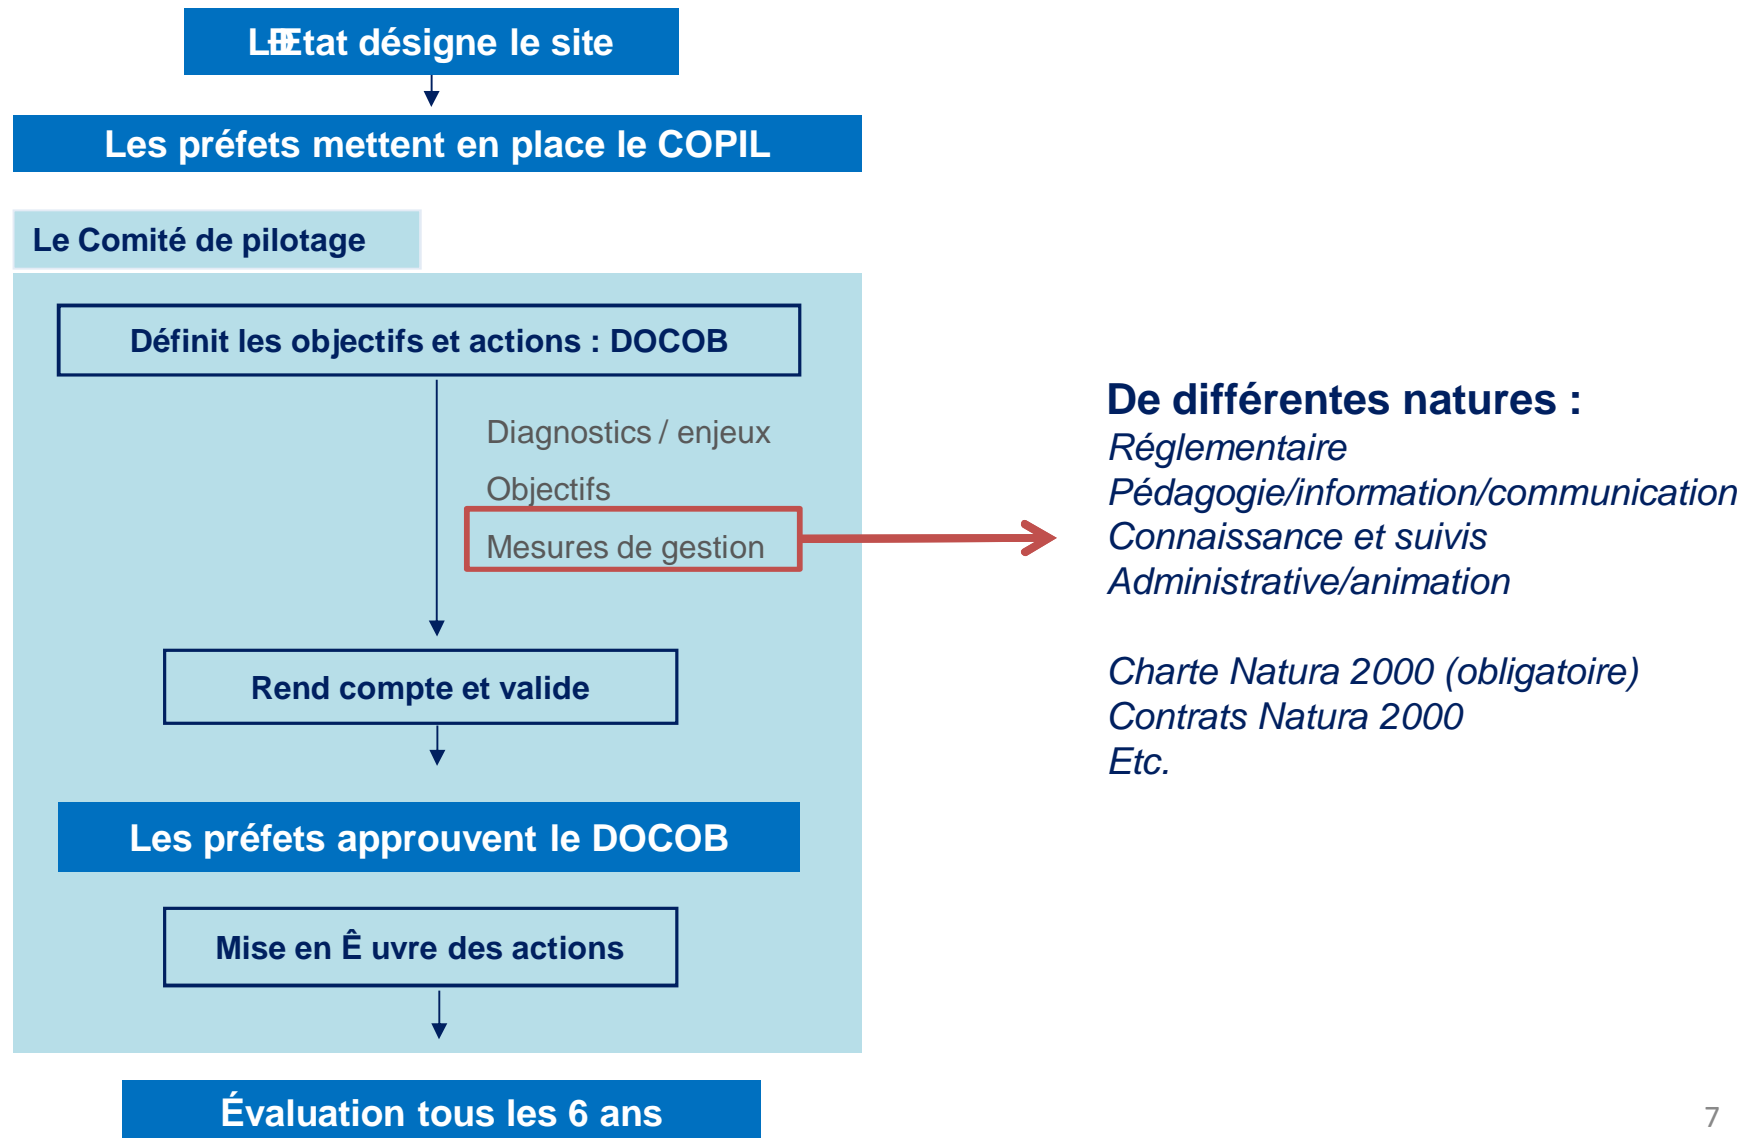 L'Etat désigne le site
Les préfets mettent en place le COPIL
Le Comité de pilotage
Définit les objectifs et actions : DOCOB
Diagnostics / enjeux
Objectifs
Mesures de gestion
Rend compte et valide
Les préfets approuvent le DOCOB
Mise en Ê uvre des actions
Évaluation tous les 6 ans
De différentes natures :
Réglementaire
Pédagogie/information/communication
Connaissance et suivis
Administrative/animation
Charte Natura 2000 (obligatoire)
Contrats Natura 2000
Etc.
7